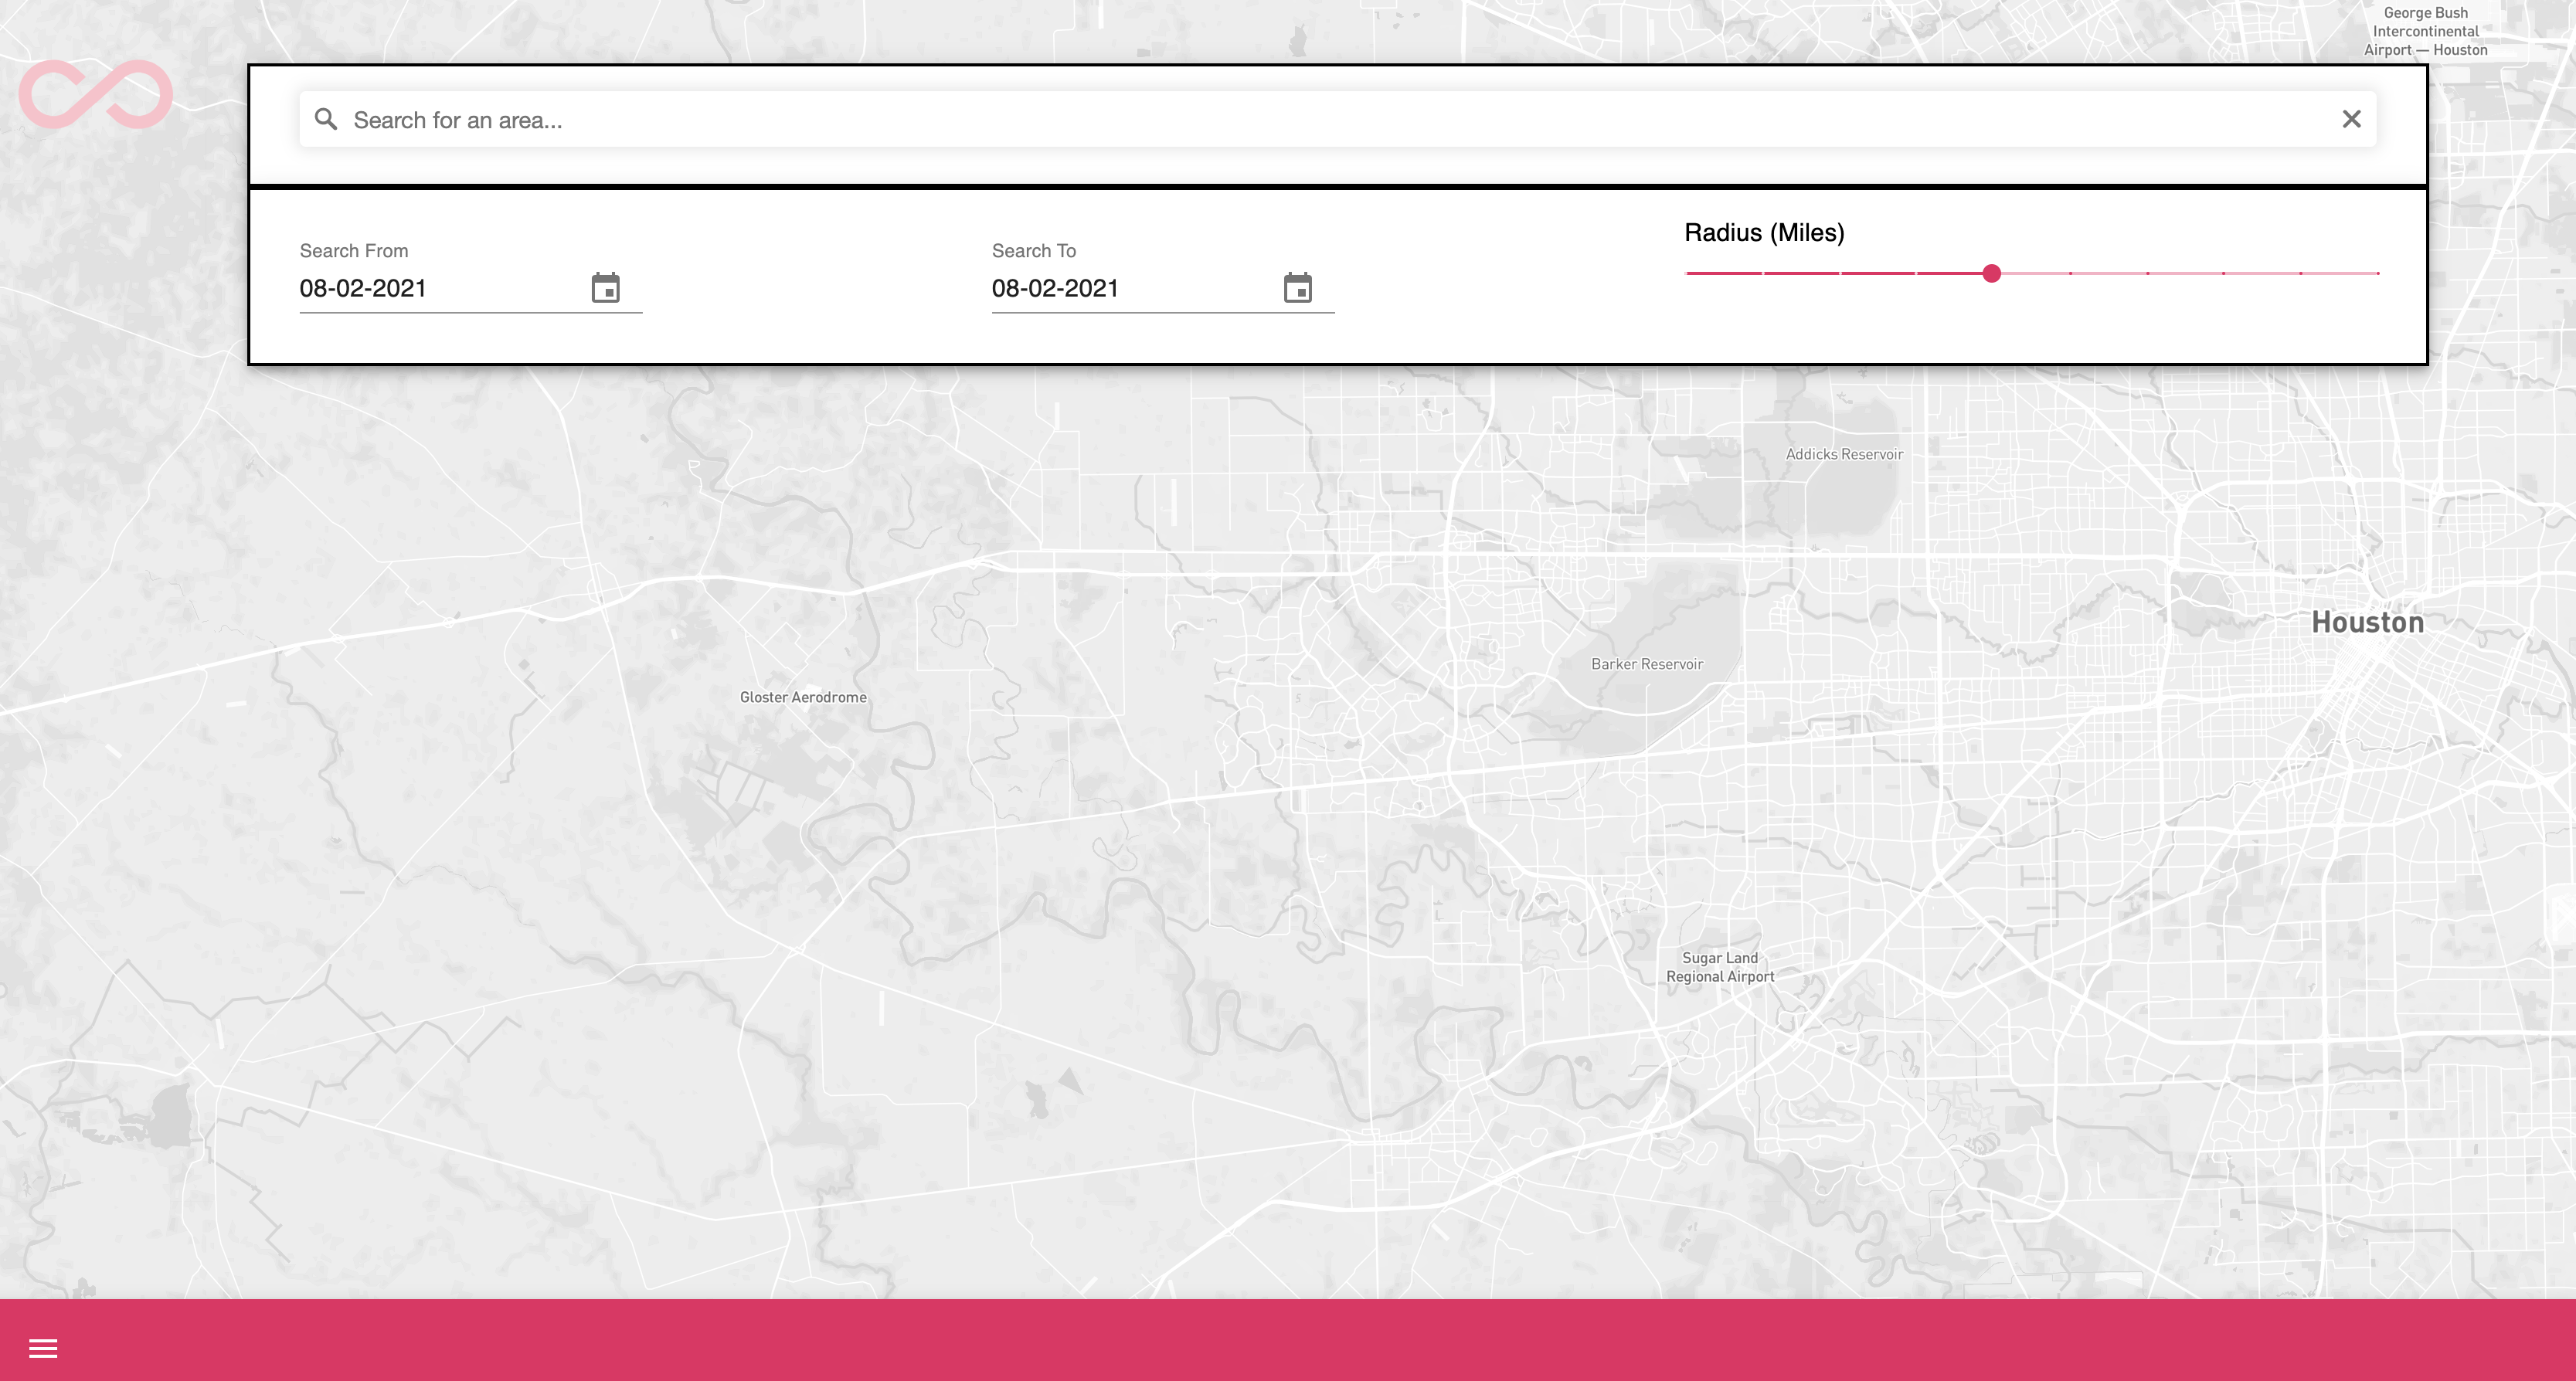 George Bush
Intercontinental
Airport — Houston
Search for an area...
Radius (Miles)
Search From
Search To
08-02-2021
08-02-2021
Addicks Reservoir
Houston
Barker Reservoir
Gloster Aerodrome
Sugar Land
Regional Airport